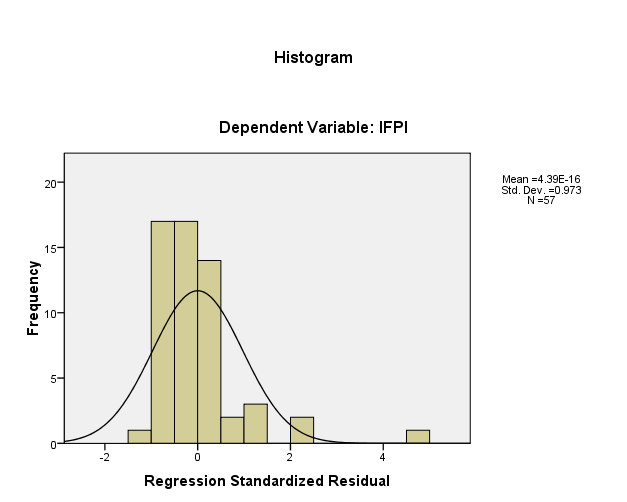 Histogram
Dependent Variable: IFPI
Mean =4.39E-16
Std. Dev. =0.973
N =57
20
15
10
5
0
Frequency
-2 0 2 4
Regression Standardized Residual